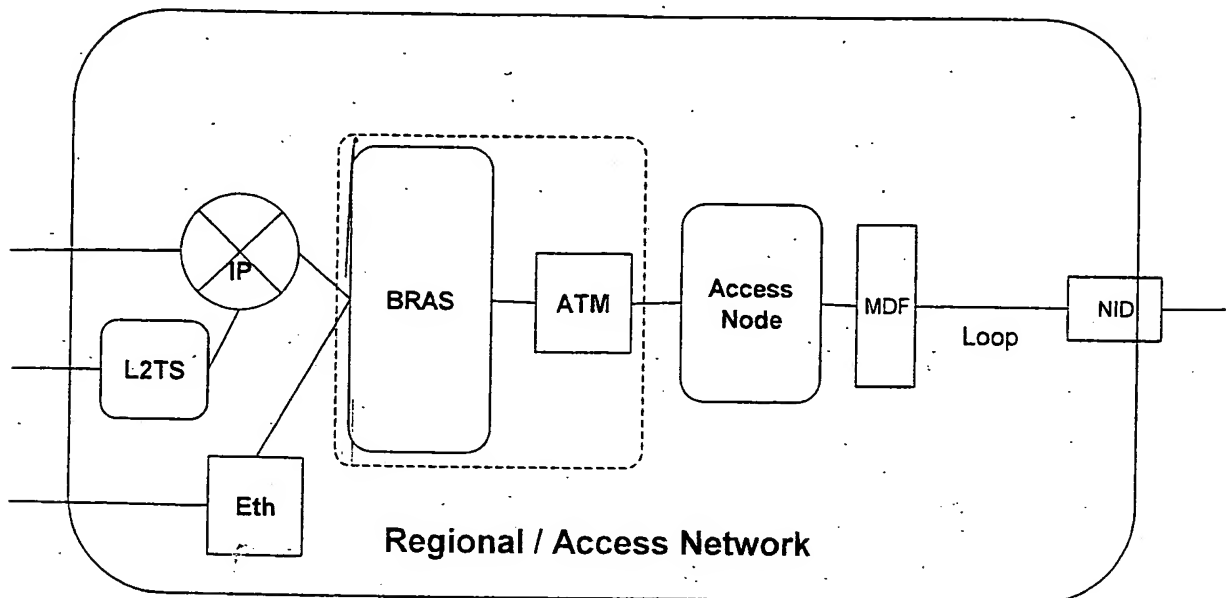 IP
L2TS
Eth
BRAS
ATM
Access
Node
MDF
Loop
NID
Regional / Access Network